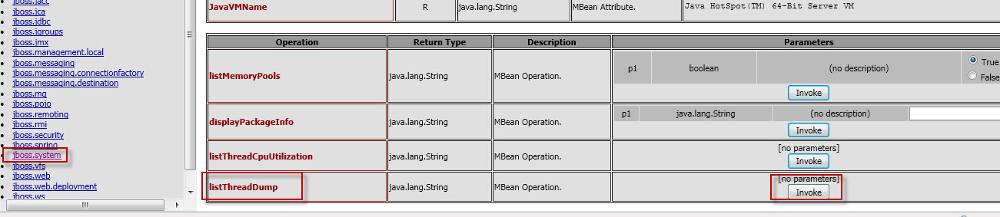 jboss.jacc
jboss.jca
jboss.jdbc
jboss.jgroups
jboss.jmx
jboss.management.local
jboss.messaging
jboss.messaging.connectionfactory
jboss.messaging.destination
jboss.mq
jboss.pojo
jboss.remoting
jboss.rmi
jboss.security
jboss.spring
jboss.system
jboss.vfs
jboss.web
jboss.web.deployment
jboss.ws
JavaVMName R java.lang.String MBean Attribute. Java HotSpot(TM) 64-Bit Server VM
Operation Return Type Description Parameters
listMemoryPools java.lang.String MBean Operation. p1 boolean (no description) True
False
Invoke
displayPackageInfo java.lang.String MBean Operation. p1 java.lang.String (no description)
Invoke
listThreadCpuUtilization java.lang.String MBean Operation. [no parameters]
Invoke
listThreadDump java.lang.String MBean Operation. [no parameters]
Invoke